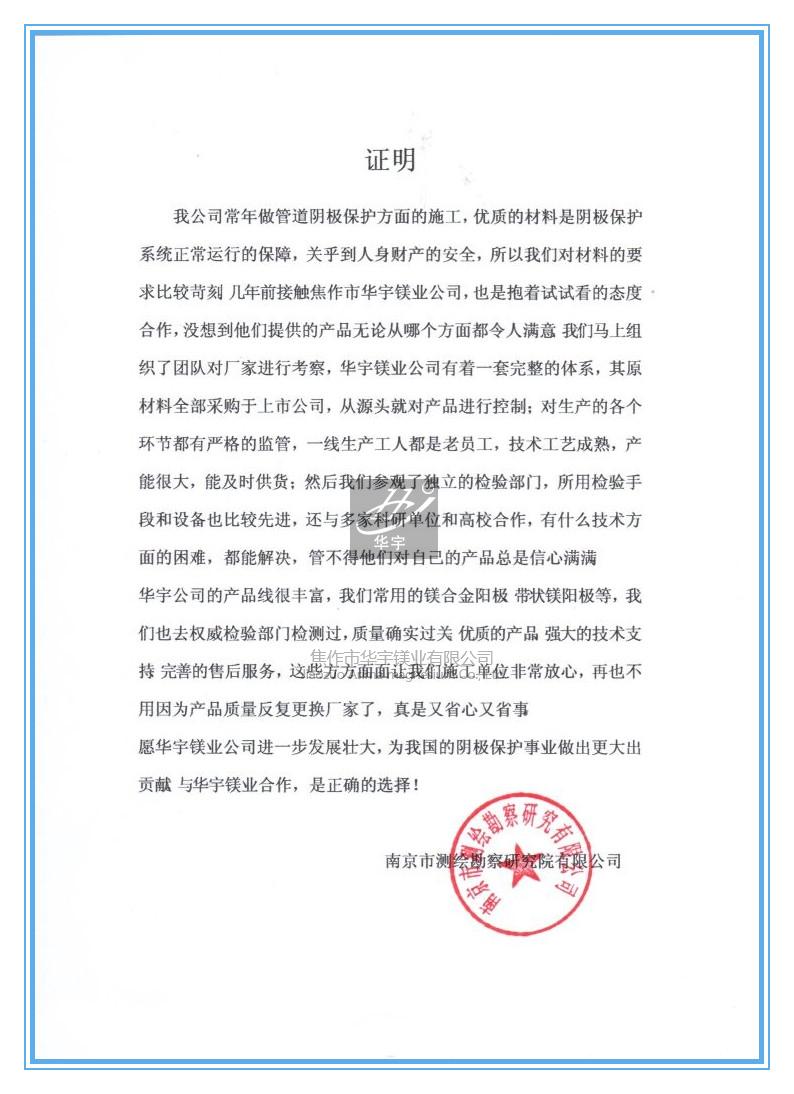 证明
我公司常年做管道阴极保护方面的施工，优质的材料是阴极保护
系统正常运行的保障，关乎到人身财产的安全，所以我们对材料的要
求比较苛刻 几年前接触焦作市华宇镁业公司，也是抱着试试看的态度
合作，没想到他们提供的产品无论从哪个方面都令人满意 我们马上组
织了团队对厂家进行考察，华宇镁业公司有着一套完整的体系，其原
材料全部采购于上市公司，从源头就对产品进行控制；对生产的各个
环节都有严格的监管，一线生产工人都是老员工，技术工艺成熟，产
能很大，能及时供货；然后我们参观了独立的检验部门，所用检验手
段和设备也比较先进，还与多家科研单位和高校合作，有什么技术方
面的困难，都能解决，管不得他们对自己的产品总是信心满满
华宇公司的产品线很丰富，我们常用的镁合金阳极 带状镁阳极等，我
们也去权威检验部门检测过，质量确实过关 优质的产品 强大的技术支
持 完善的售后服务，这些方方面面让我们施工单位非常放心，再也不
用因为产品质量反复更换厂家了，真是又省心又省事
愿华宇镁业公司进一步发展壮大，为我国的阴极保护事业做出更大出
贡献 与华宇镁业合作，是正确的选择！
南京市测绘勘察研究院有限公司
南京市测绘勘察研究有限公司
华宇
焦作市华宇镁业有限公司